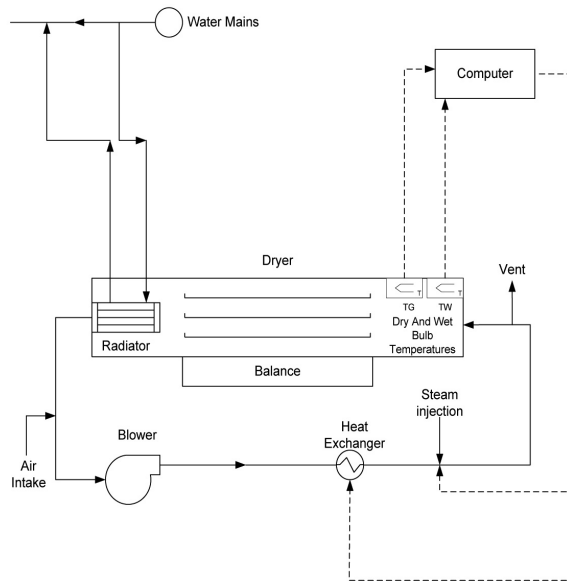 Water Mains
Computer
Dryer
Vent
T
T
TG
TW
Dry And Wet
Bulb
Temperatures
Radiator
Balance
Steam
injection
Heat
Exchanger
Blower
Air
Intake